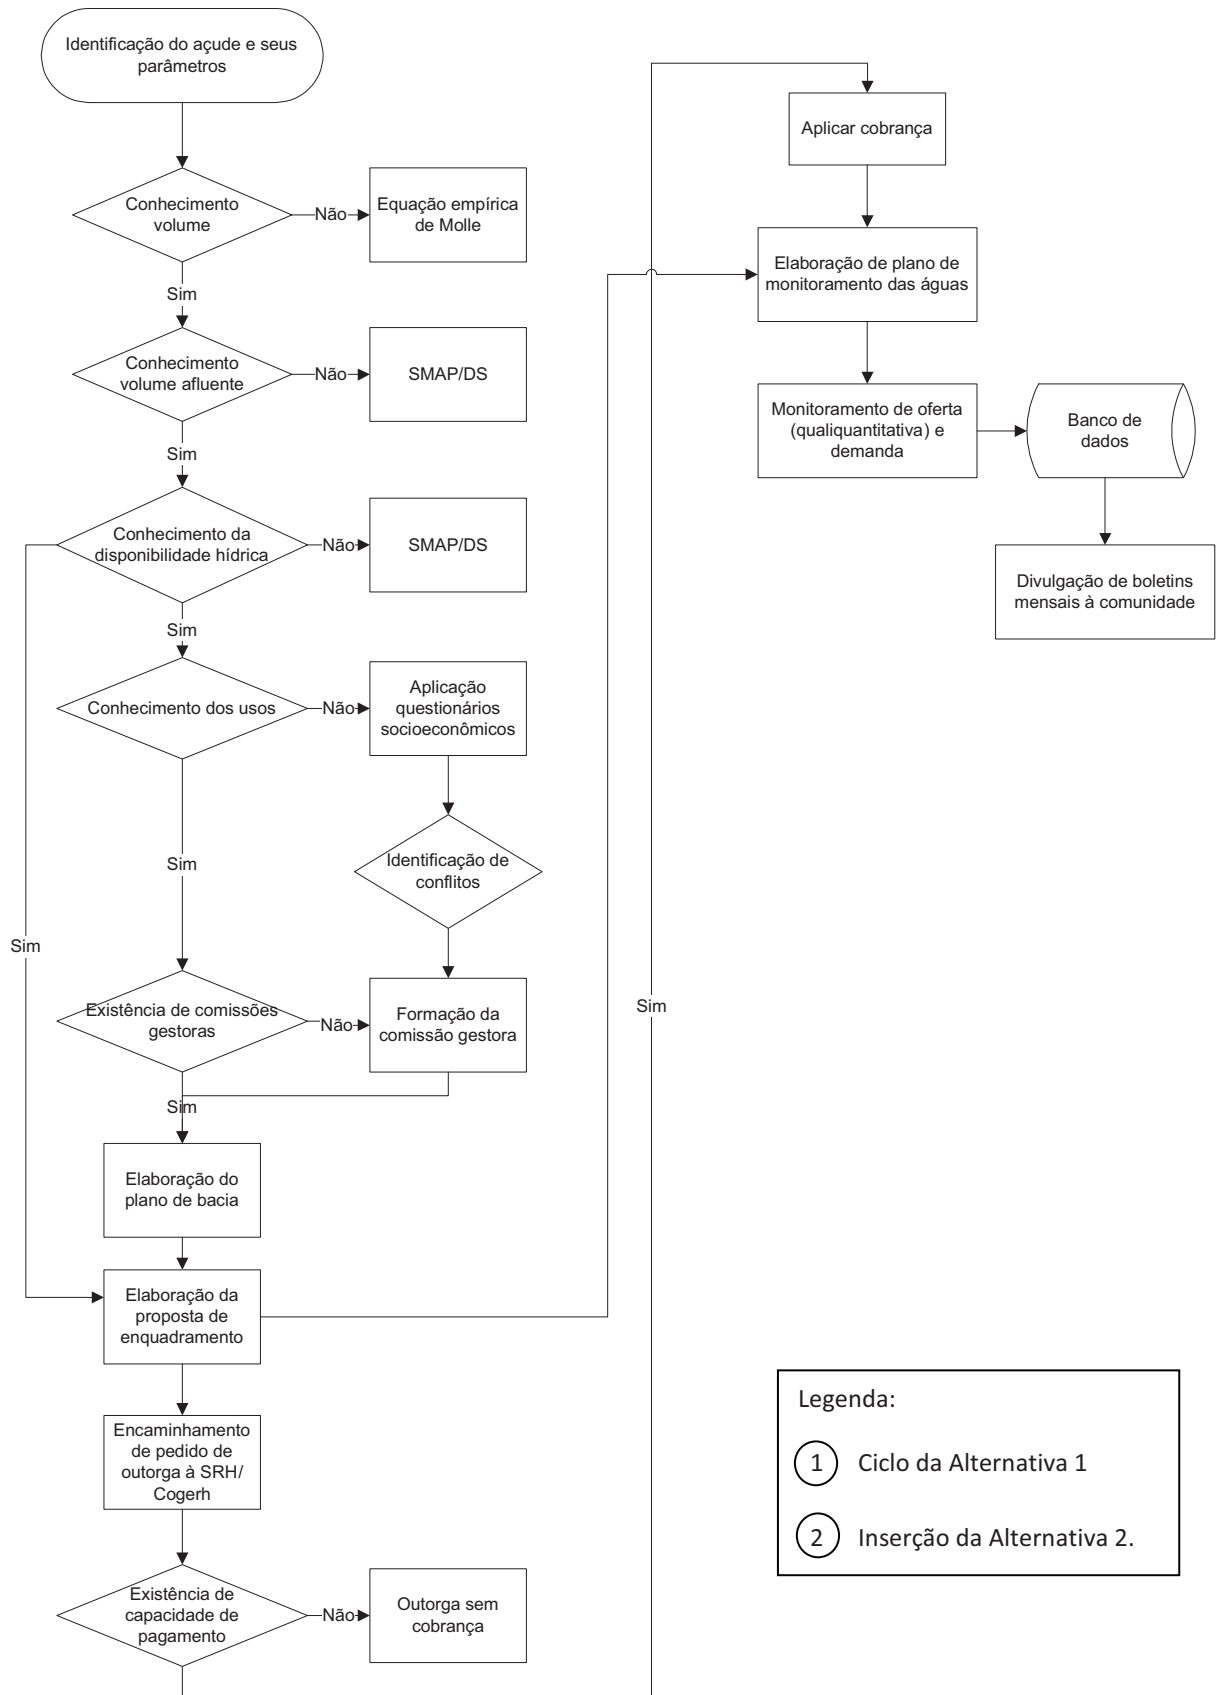 Identificação do açude e seus
parâmetros
Conhecimento
volume
Não
Equação empírica
de Molle
Sim
Conhecimento
volume afluente
Não
SMAP/DS
Sim
Conhecimento da
disponibilidade hídrica
Não
SMAP/DS
Sim
Conhecimento dos usos
Não
Aplicação
questionários
socioeconômicos
Identificação de
conflitos
Sim
Sim
Existência de comissões
gestoras
Não
Formação da
comissão gestora
Sim
Elaboração do
plano de bacia
Elaboração da
proposta de
enquadramento
Encaminhamento
de pedido de
outorga à SRH/
Cogerh
Existência de
capacidade de
pagamento
Não
Outorga sem
cobrança
Sim
Aplicar cobrança
Elaboração de plano de
monitoramento das águas
Monitoramento de oferta
(qualiquantitativa) e
demanda
Banco de
dados
Divulgação de boletins
mensais à comunidade
Legenda:
1 Ciclo da Alternativa 1
2 Inserção da Alternativa 2.